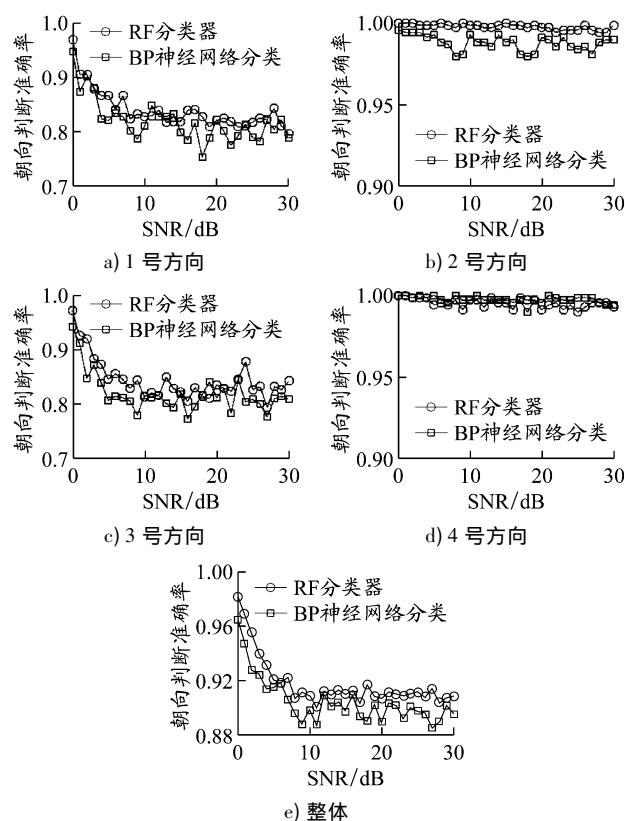 朝向判断准确率
1.0
0.9
0.8
0.7
RF分类器
BP神经网络分类
0
10
20
30
SNR/dB
a) 1 号方向
朝向判断准确率
1.00
0.95
0.90
RF分类器
BP神经网络分类
0
10
20
30
SNR/dB
b) 2 号方向
朝向判断准确率
1.0
0.9
0.8
0.7
RF分类器
BP神经网络分类
0
10
20
30
SNR/dB
c) 3 号方向
朝向判断准确率
1.00
0.95
0.90
RF分类器
BP神经网络分类
0
10
20
30
SNR/dB
d) 4 号方向
朝向判断准确率
1.00
0.96
0.92
0.88
RF分类器
BP神经网络分类
0
10
20
30
SNR/dB
e) 整体